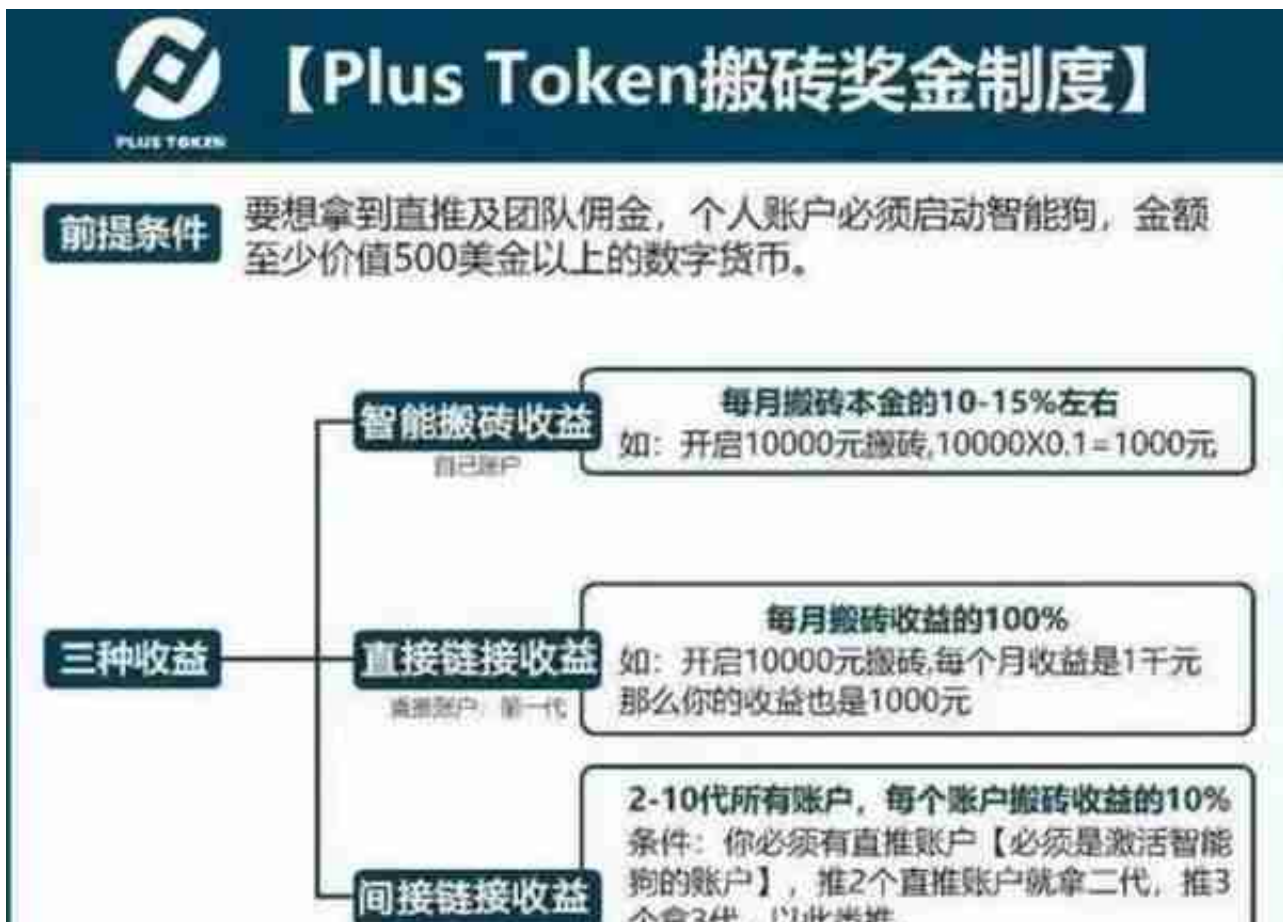 【Plus Token搬砖奖金制度】
PLUS TOKEN
前提条件
要想拿到直推及团队佣金，个人账户必须启动智能狗，金额
至少价值500美金以上的数字货币。
智能搬砖收益
自己账户
每月搬砖本金的10-15%左右
如：开启10000元搬砖,10000X0.1=1000元
三种收益
直接链接收益
直推账户：第一代
每月搬砖收益的100%
如：开启10000元搬砖,每个月收益是1千元
那么你的收益也是1000元
间接链接收益
2-10代所有账户，每个账户搬砖收益的10%
条件：你必须有直推账户【必须是激活智能
狗的账户】，推2个直推账户就拿二代，推3
个拿3代，以此类推